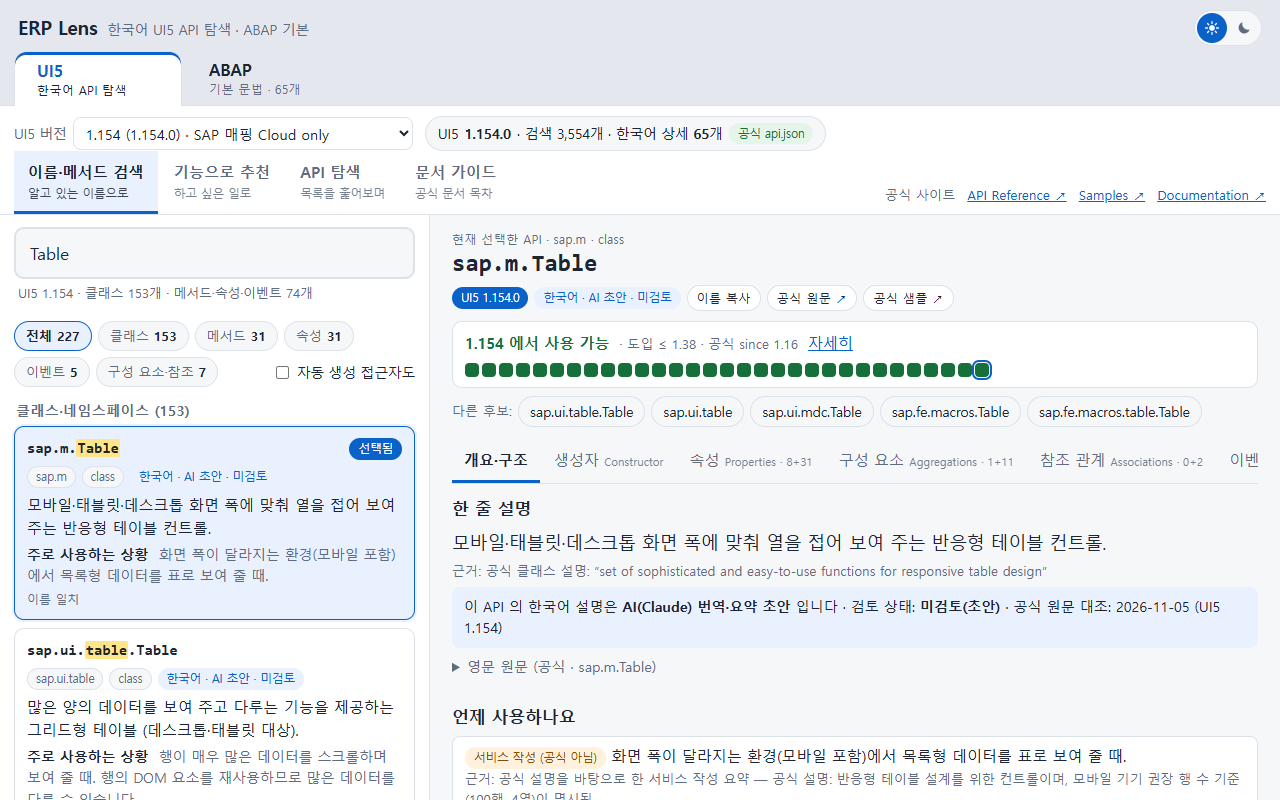 ERP Lens 한국어 UI5 API 탐색 · ABAP 기본
UI5
한국어 API 탐색
ABAP
기본 문법 · 65개
UI5 버전 1.154 (1.154.0) · SAP 매핑 Cloud only
UI5 1.154.0 · 검색 3,554개 · 한국어 상세 65개 공식 api.json
이름·메서드 검색
알고 있는 이름으로
기능으로 추천
하고 싶은 일로
API 탐색
목록을 훑어보며
문서 가이드
공식 문서 목차
공식 사이트 API Reference ↗ Samples ↗ Documentation ↗
Table
UI5 1.154 · 클래스 153개 · 메서드·속성·이벤트 74개
전체 227 클래스 153 메서드 31 속성 31
이벤트 5 구성 요소·참조 7 자동 생성 접근자도
클래스·네임스페이스 (153)
sap.m.Table 선택됨
sap.m class 한국어 · AI 초안 · 미검토
모바일·태블릿·데스크톱 화면 폭에 맞춰 열을 접어 보여
주는 반응형 테이블 컨트롤.
주로 사용하는 상황 화면 폭이 달라지는 환경(모바일 포함)
에서 목록형 데이터를 표로 보여 줄 때.
이름 일치
sap.ui.table.Table
sap.ui.table class 한국어 · AI 초안 · 미검토
많은 양의 데이터를 보여 주고 다루는 기능을 제공하는
그리드형 테이블 (데스크톱·태블릿 대상).
주로 사용하는 상황 행이 매우 많은 데이터를 스크롤하며
보여 줄 때. 행의 DOM 요소를 재사용하므로 많은 데이터를
다룰 수 있습니다
현재 선택한 API · sap.m · class
sap.m.Table
UI5 1.154.0 한국어 · AI 초안 · 미검토 이름 복사 공식 원문 ↗ 공식 샘플 ↗
1.154 에서 사용 가능 · 도입 ≤ 1.38 · 공식 since 1.16 자세히
다른 후보: sap.ui.table.Table sap.ui.table sap.ui.mdc.Table sap.fe.macros.Table sap.fe.macros.table.Table
개요·구조 생성자 Constructor 속성 Properties · 8+31 구성 요소 Aggregations · 1+11 참조 관계 Associations · 0+2 이벤
한 줄 설명
모바일·태블릿·데스크톱 화면 폭에 맞춰 열을 접어 보여 주는 반응형 테이블 컨트롤.
근거: 공식 클래스 설명: “set of sophisticated and easy-to-use functions for responsive table design”
이 API 의 한국어 설명은 AI(Claude) 번역·요약 초안 입니다 · 검토 상태: 미검토(초안) · 공식 원문 대조: 2026-11-05 (UI5
1.154)
▶ 영문 원문 (공식 · sap.m.Table)
언제 사용하나요
서비스 작성 (공식 아님) 화면 폭이 달라지는 환경(모바일 포함)에서 목록형 데이터를 표로 보여 줄 때.
근거: 공식 설명을 바탕으로 한 서비스 작성 요약 — 공식 설명: 반응형 테이블 설계를 위한 컨트롤이며, 모바일 기기 권장 행 수 기준
(100행, 4열)이 명시됨